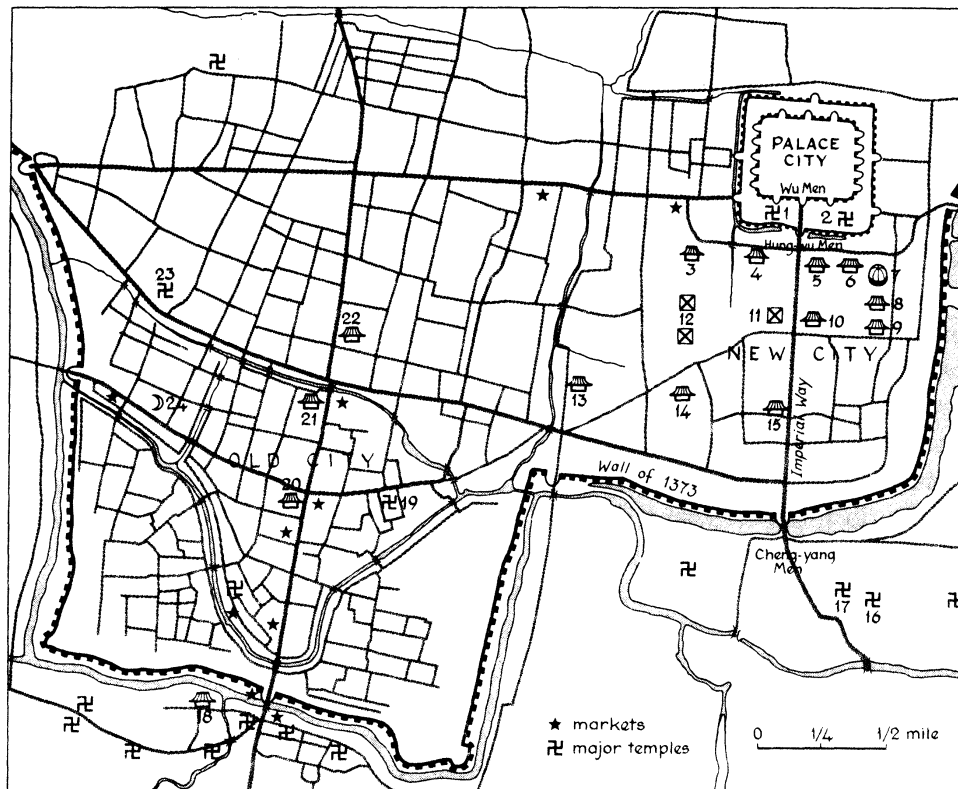 PALACE
CITY
Wu Men
1
2
Hung-wu Men
3
4
5
6
7
8
9
10
11
12
NEW CITY
13
14
15
Imperial Way
23
22
24
21
OLD CITY
20
19
Wall of 1373
Cheng-yang
Men
17
16
18
★ markets
卐 major temples
0 1/4 1/2 mile